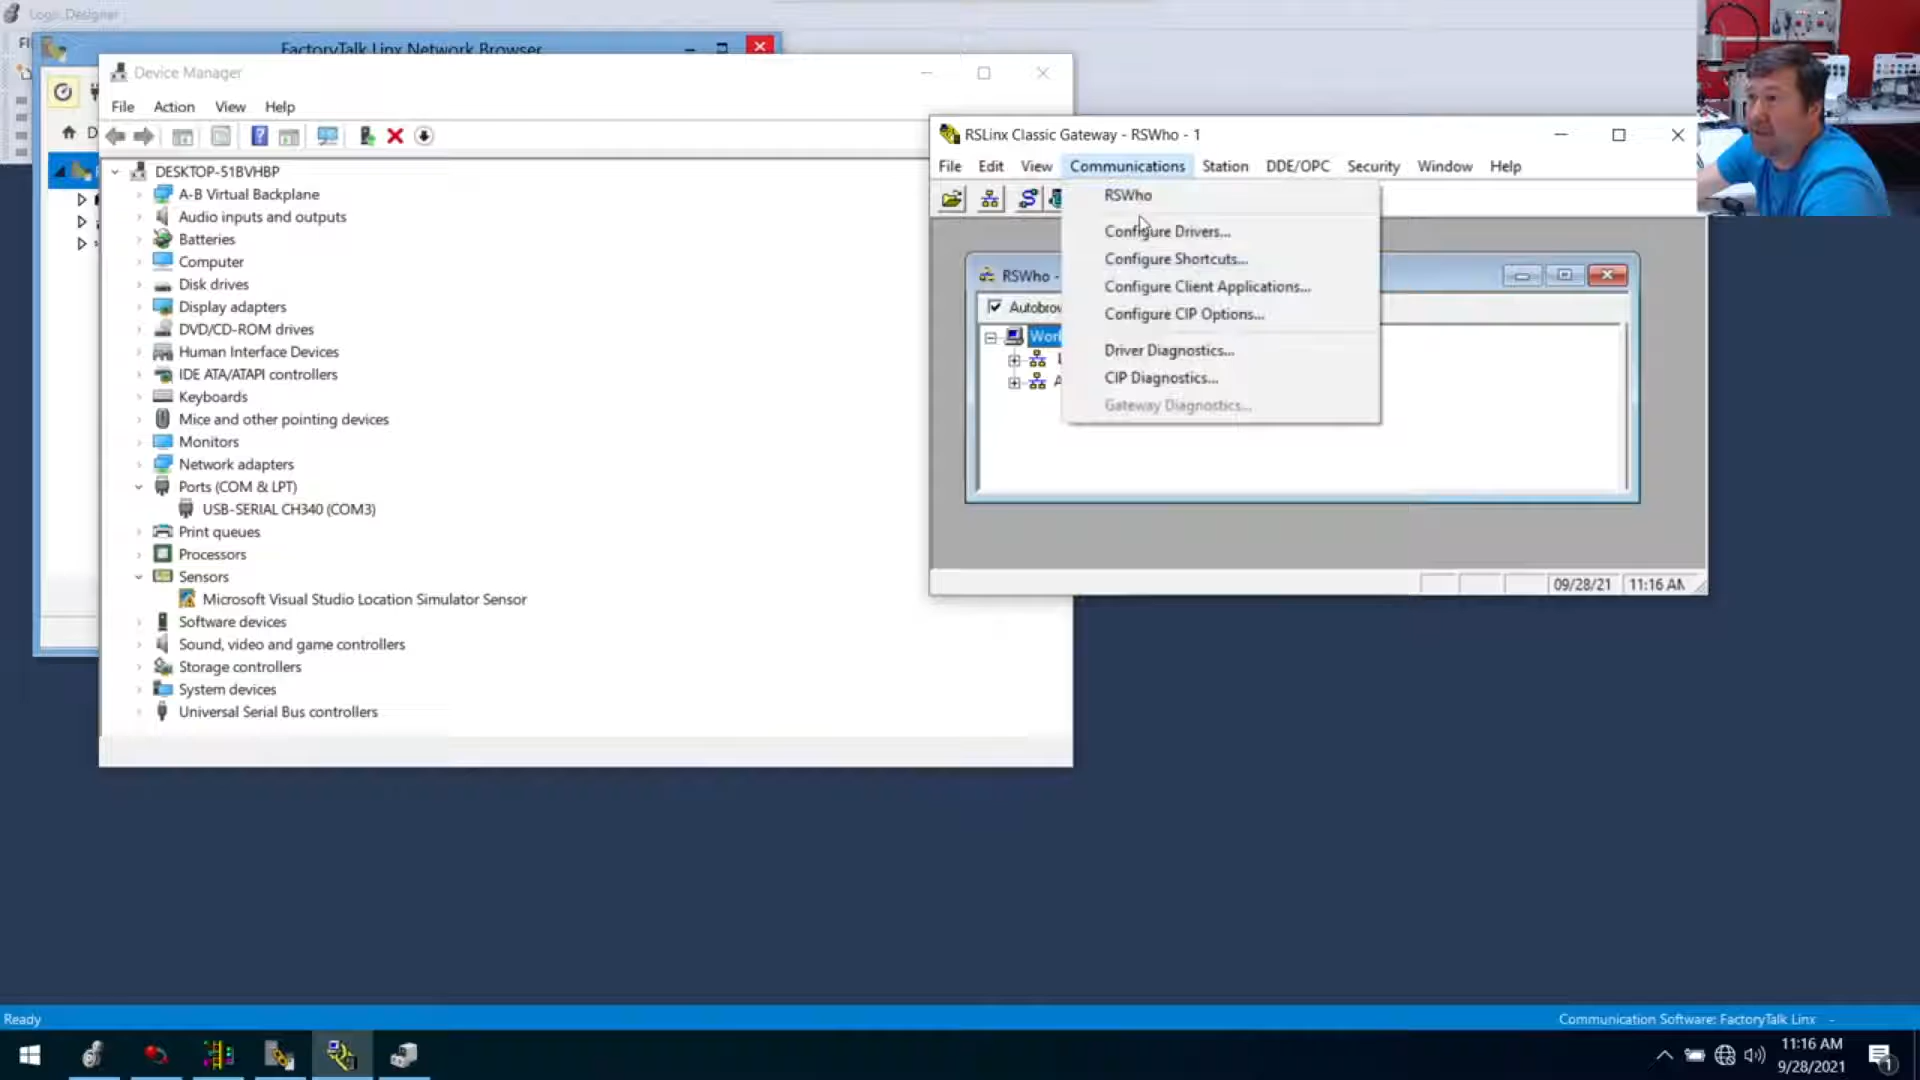 Logix Designer
FactoryTalk Linx Network Browser
Device Manager
File Action View Help
DESKTOP-S1BVHBP
A-B Virtual Backplane
Audio inputs and outputs
Batteries
Computer
Disk drives
Display adapters
DVD/CD-ROM drives
Human Interface Devices
IDE ATA/ATAPI controllers
Keyboards
Mice and other pointing devices
Monitors
Network adapters
Ports (COM & LPT)
USB-SERIAL CH340 (COM3)
Print queues
Processors
Sensors
Microsoft Visual Studio Location Simulator Sensor
Software devices
Sound, video and game controllers
Storage controllers
System devices
Universal Serial Bus controllers
RSLinx Classic Gateway - RSWho - 1
File Edit View Communications Station DDE/OPC Security Window Help
RSWho
Configure Drivers...
Configure Shortcuts...
Configure Client Applications...
Configure CIP Options...
Driver Diagnostics...
CIP Diagnostics...
Gateway Diagnostics...
RSWho -
Autobrow
Work
09/28/21 11:16 AM
Ready
Communication Software: FactoryTalk Linx -
11:16 AM
9/28/2021
1